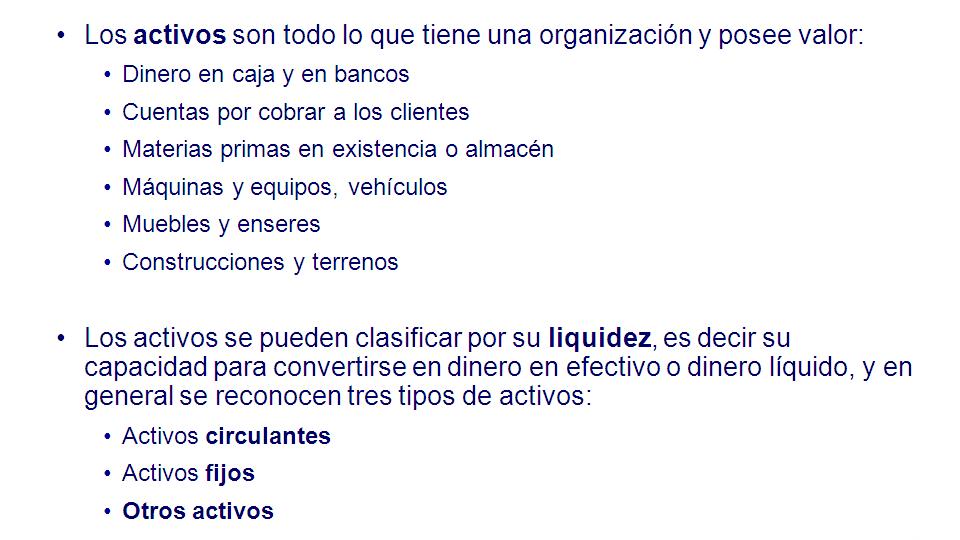 • Los activos son todo lo que tiene una organización y posee valor:
• Dinero en caja y en bancos
• Cuentas por cobrar a los clientes
• Materias primas en existencia o almacén
• Máquinas y equipos, vehículos
• Muebles y enseres
• Construcciones y terrenos
• Los activos se pueden clasificar por su liquidez, es decir su
capacidad para convertirse en dinero en efectivo o dinero líquido, y en
general se reconocen tres tipos de activos:
• Activos circulantes
• Activos fijos
• Otros activos